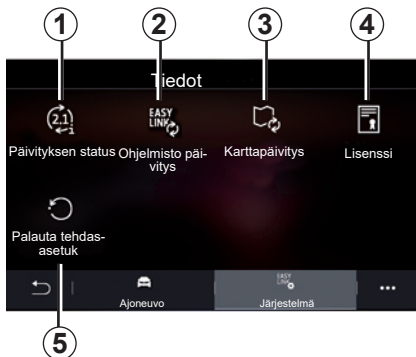 1 2 3 4
Tiedot
2.1 i
EASY LINK
Päivityksen status
Ohjelmisto päi-
vitys
Karttapäivitys
Lisenssi
Palauta tehdas-
asetuk
EASY
LINK
Ajoneuvo
Järjestelmä
5